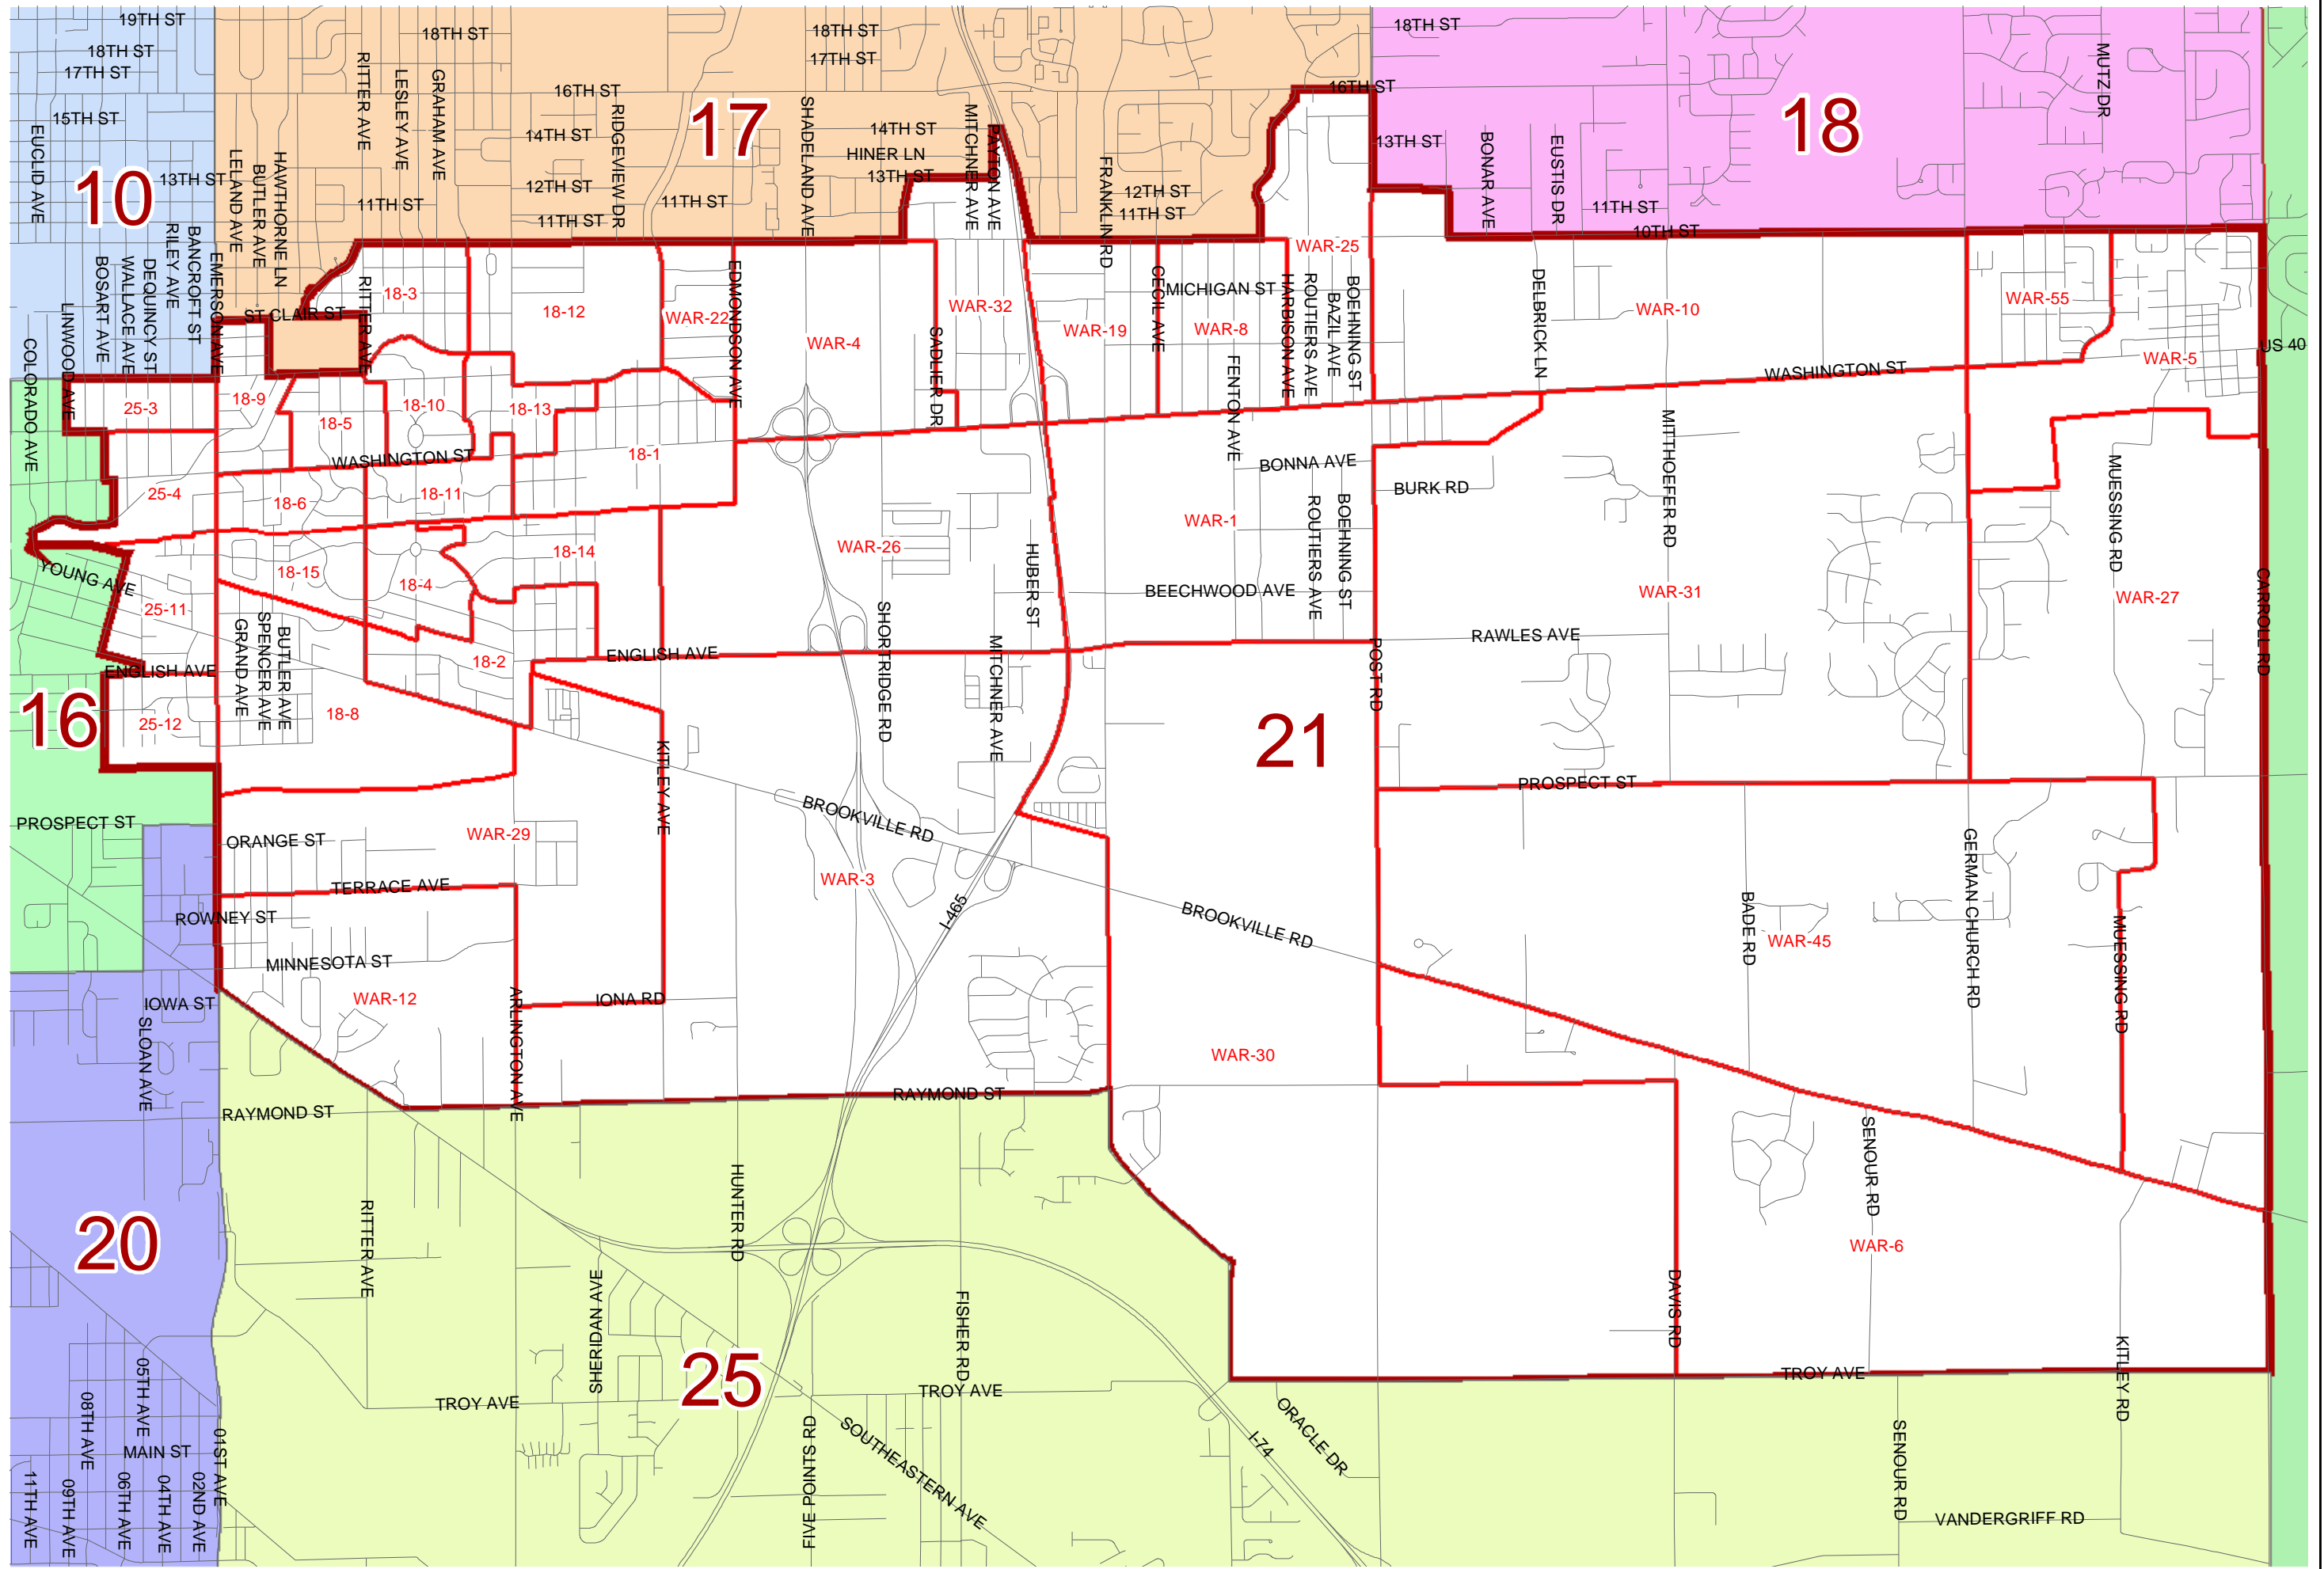 19TH ST
18TH ST
17TH ST
15TH ST
EUCLID AVE
10
13TH ST
RILEY AVE
BANCROFT ST
DEQUINCY ST
WALLACE AVE
BOSART AVE
LINWOOD AVE
COLORADO AVE
EMERSON AVE
LELAND AVE
BUTLER AVE
HAWTHORNE LN
RITTER AVE
LESLEY AVE
GRAHAM AVE
18TH ST
16TH ST
14TH ST
12TH ST
11TH ST
11TH ST
RIDGEVIEW DR
11TH ST
17
18TH ST
17TH ST
SHADELAND AVE
14TH ST
HINER LN
13TH ST
MITCHNER AVE
PAYTON AVE
FRANKLIN RD
12TH ST
11TH ST
16TH ST
18TH ST
13TH ST
BONAR AVE
EUSTIS DR
11TH ST
10TH ST
18
MUTZ DR
ST CLAIR ST
RITTER AVE
18-3
18-12
WAR-22
EDMONDSON AVE
WAR-4
SADLIER DR
WAR-32
WAR-19
CECIL AVE
MICHIGAN ST
WAR-8
FENTON AVE
HARBISON AVE
WAR-25
ROUTIERS AVE
BAZIL AVE
BOEHNING ST
DELBRICK LN
WAR-10
WAR-55
WAR-5
US 40
WASHINGTON ST
25-3
18-9
18-5
18-10
18-13
18-1
WASHINGTON ST
25-4
18-6
18-11
WAR-26
WAR-1
BONNA AVE
BURK RD
MITTHOEFER RD
MUESSING RD
ROUTIERS AVE
BOEHNING ST
HUBER ST
18-14
18-15
18-4
YOUNG AVE
25-11
BEECHWOOD AVE
WAR-31
WAR-27
CARROLL RD
RAWLES AVE
POST RD
GRAND AVE
SPENCER AVE
BUTLER AVE
18-2
ENGLISH AVE
ENGLISH AVE
SHORTRIDGE RD
MITCHNER AVE
16
25-12
18-8
KITLEY AVE
21
PROSPECT ST
PROSPECT ST
ORANGE ST
WAR-29
BROOKVILLE RD
WAR-3
I-465
TERRACE AVE
ROWNEY ST
BROOKVILLE RD
BADE RD
WAR-45
GERMAN CHURCH RD
MUESSING RD
MINNESOTA ST
WAR-12
IONA RD
IOWA ST
SLOAN AVE
ARLINGTON AVE
WAR-30
RAYMOND ST
RAYMOND ST
20
RITTER AVE
HUNTER RD
SENOUR RD
WAR-6
SHERIDAN AVE
FISHER RD
DAVIS RD
25
TROY AVE
TROY AVE
TROY AVE
KITLEY RD
05TH AVE
08TH AVE
MAIN ST
01ST AVE
11TH AVE
09TH AVE
06TH AVE
04TH AVE
02ND AVE
FIVE POINTS RD
SOUTHEASTERN AVE
I-74
ORACLE DR
SENOUR RD
VANDERGRIFF RD